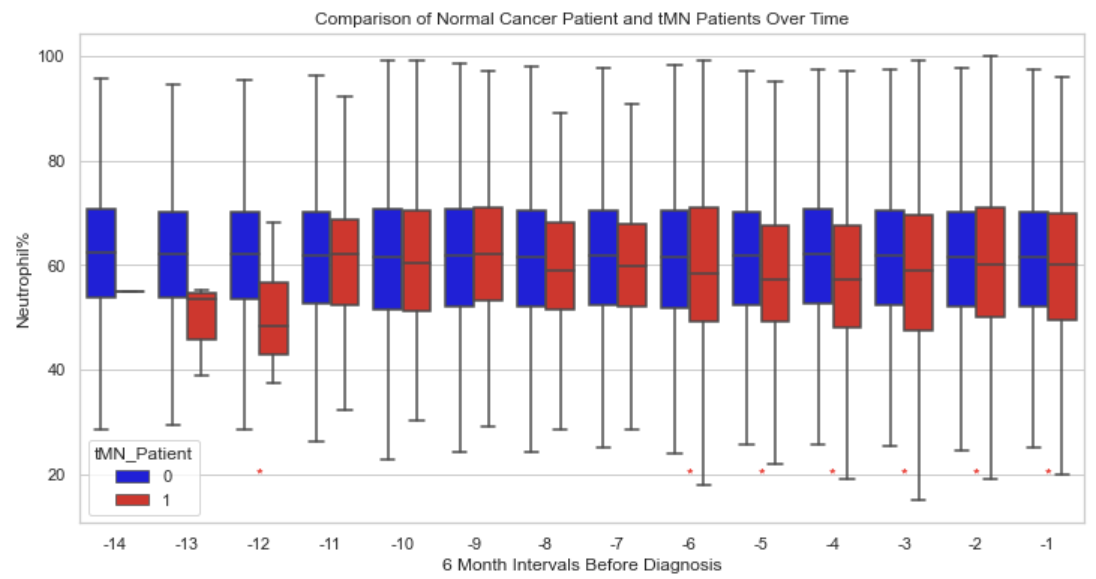 Comparison of Normal Cancer Patient and tMN Patients Over Time
Neutrophil%
100
80
60
40
20
tMN_Patient
0
1
* * * * * * *
-14 -13 -12 -11 -10 -9 -8 -7 -6 -5 -4 -3 -2 -1
6 Month Intervals Before Diagnosis